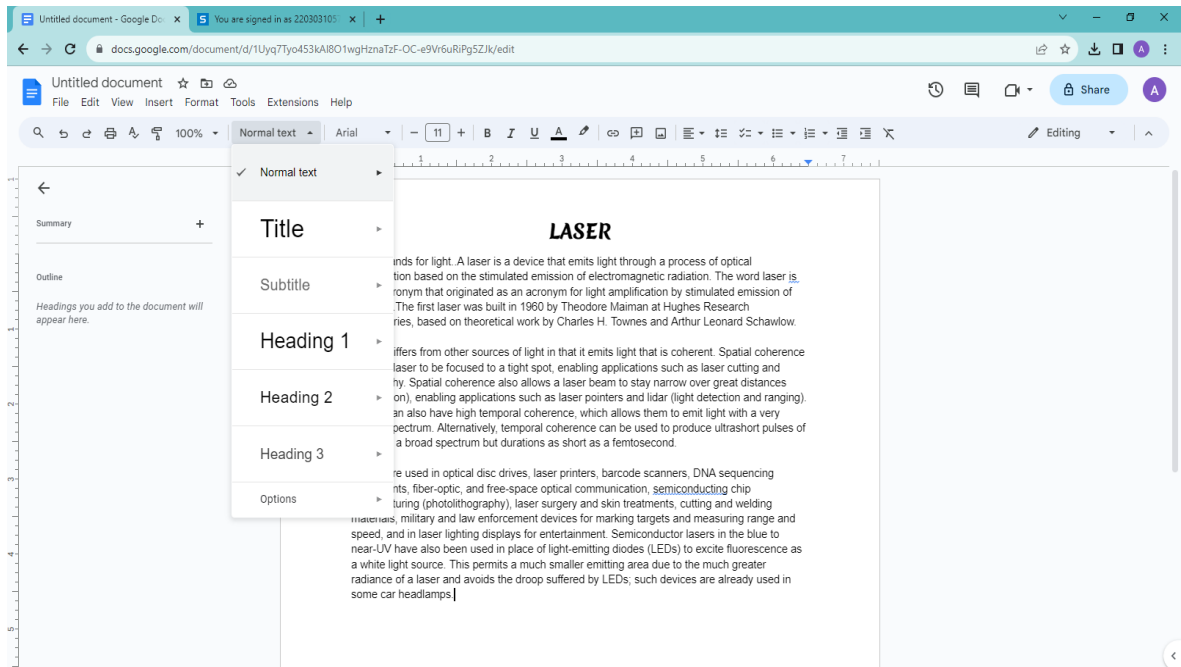 Untitled document - Google Do
You are signed in as 220303105
docs.google.com/document/d/1Uyq7Tyo453kAI8O1wgHznaTzF-OC-e9Vr6uRiPg5ZJk/edit
A
Untitled document
File Edit View Insert Format Tools Extensions Help
Share
A
100% Normal text Arial 11 B I U A Editing
1 2 3 4 5 6 7
Normal text
Title
Subtitle
Heading 1
Heading 2
Heading 3
Options
Summary
Outline
Headings you add to the document will
appear here.
LASER
nds for light..A laser is a device that emits light through a process of optical
tion based on the stimulated emission of electromagnetic radiation. The word laser is
ronym that originated as an acronym for light amplification by stimulated emission of
.The first laser was built in 1960 by Theodore Maiman at Hughes Research
ries, based on theoretical work by Charles H. Townes and Arthur Leonard Schawlow.
iffers from other sources of light in that it emits light that is coherent. Spatial coherence
laser to be focused to a tight spot, enabling applications such as laser cutting and
hy. Spatial coherence also allows a laser beam to stay narrow over great distances
on), enabling applications such as laser pointers and lidar (light detection and ranging).
an also have high temporal coherence, which allows them to emit light with a very
pectrum. Alternatively, temporal coherence can be used to produce ultrashort pulses of
a broad spectrum but durations as short as a femtosecond.
re used in optical disc drives, laser printers, barcode scanners, DNA sequencing
nts, fiber-optic, and free-space optical communication, semiconducting chip
turing (photolithography), laser surgery and skin treatments, cutting and welding
materials, military and law enforcement devices for marking targets and measuring range and
speed, and in laser lighting displays for entertainment. Semiconductor lasers in the blue to
near-UV have also been used in place of light-emitting diodes (LEDs) to excite fluorescence as
a white light source. This permits a much smaller emitting area due to the much greater
radiance of a laser and avoids the droop suffered by LEDs; such devices are already used in
some car headlamps.